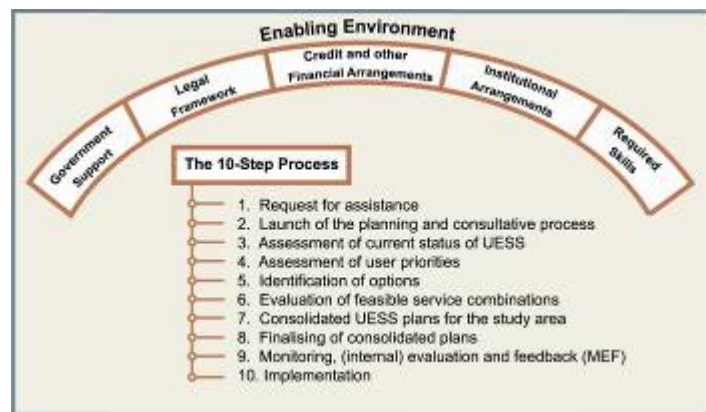 Enabling Environment
Government
Support
Legal
Framework
Credit and other
Financial Arrangements
Institutional
Arrangements
Required
Skills
The 10-Step Process
1. Request for assistance
2. Launch of the planning and consultative process
3. Assessment of current status of UESS
4. Assessment of user priorities
5. Identification of options
6. Evaluation of feasible service combinations
7. Consolidated UESS plans for the study area
8. Finalising of consolidated plans
9. Monitoring, (internal) evaluation and feedback (MEF)
10. Implementation